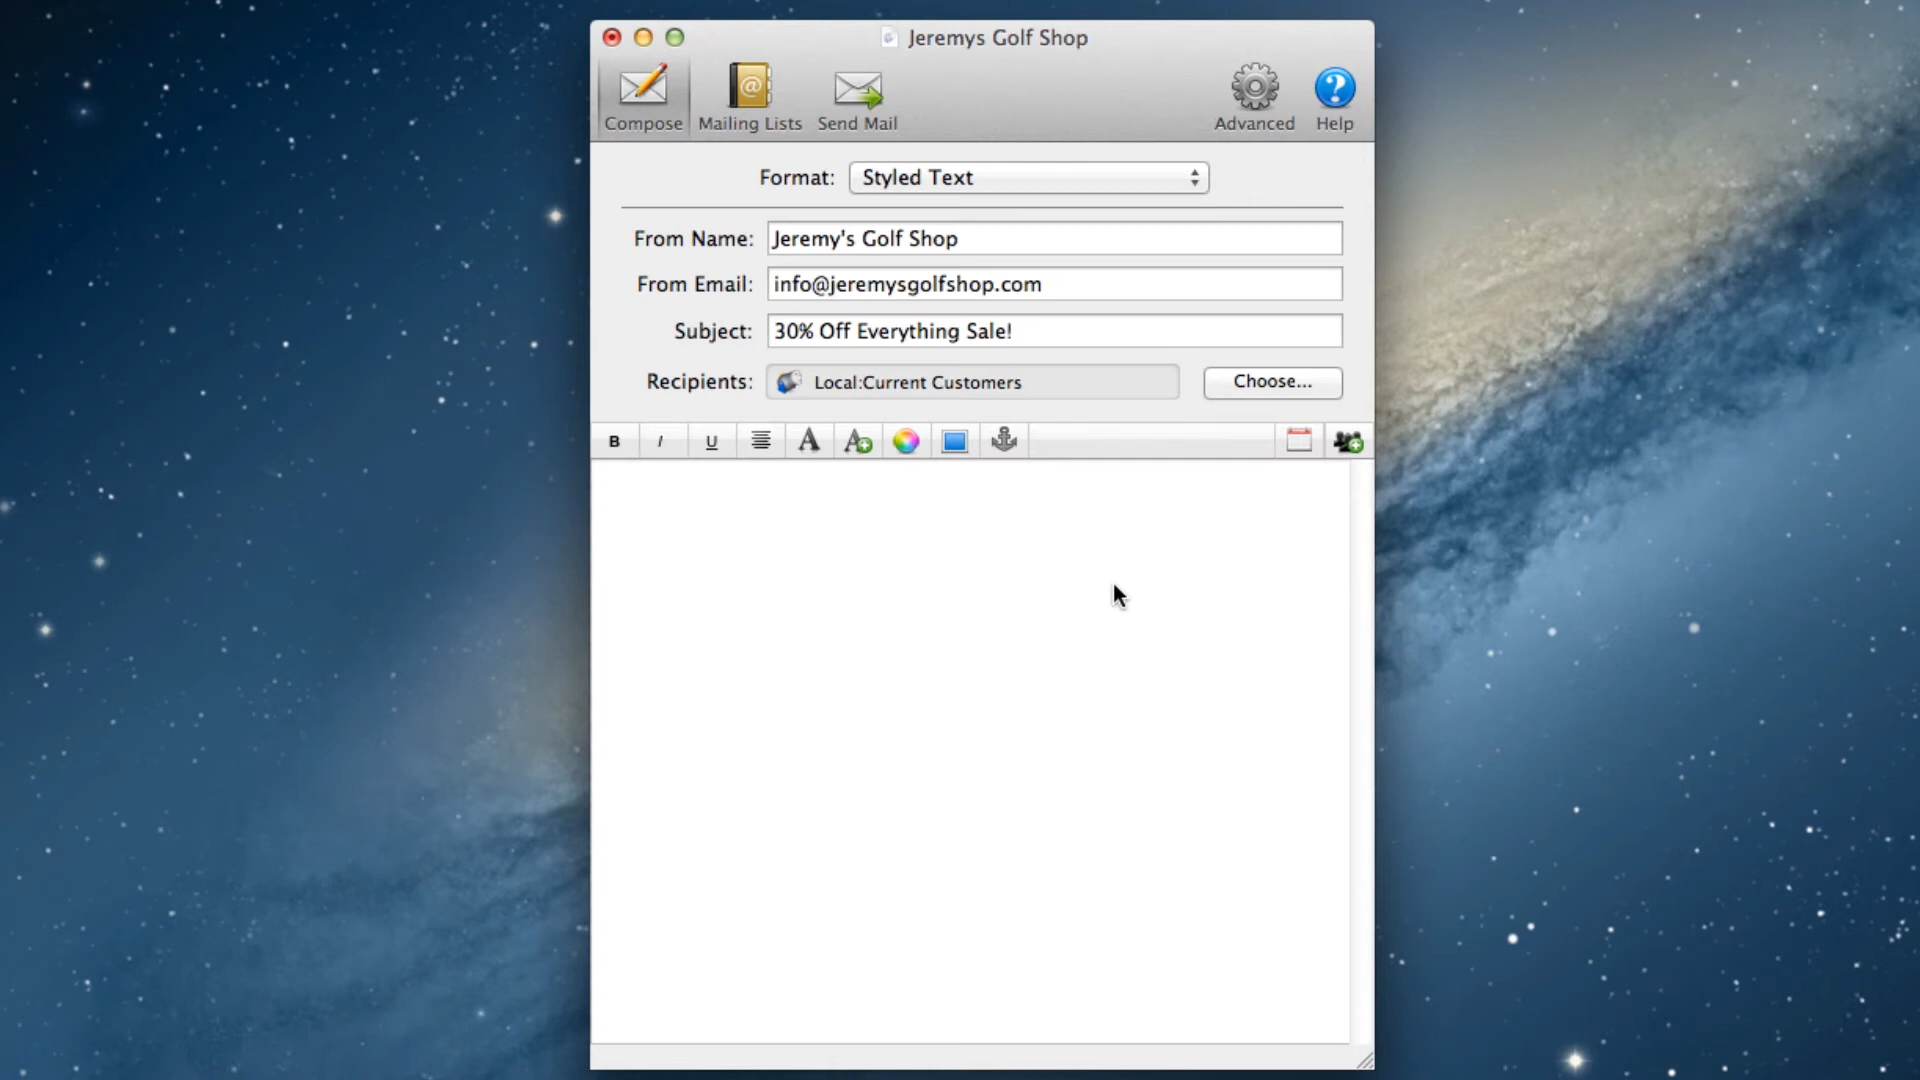 Jeremys Golf Shop
Compose
Mailing Lists
Send Mail
Advanced
Help
Format: Styled Text
From Name: Jeremy's Golf Shop
From Email: info@jeremysgolfshop.com
Subject: 30% Off Everything Sale!
Recipients: Local:Current Customers Choose...
B I U A A